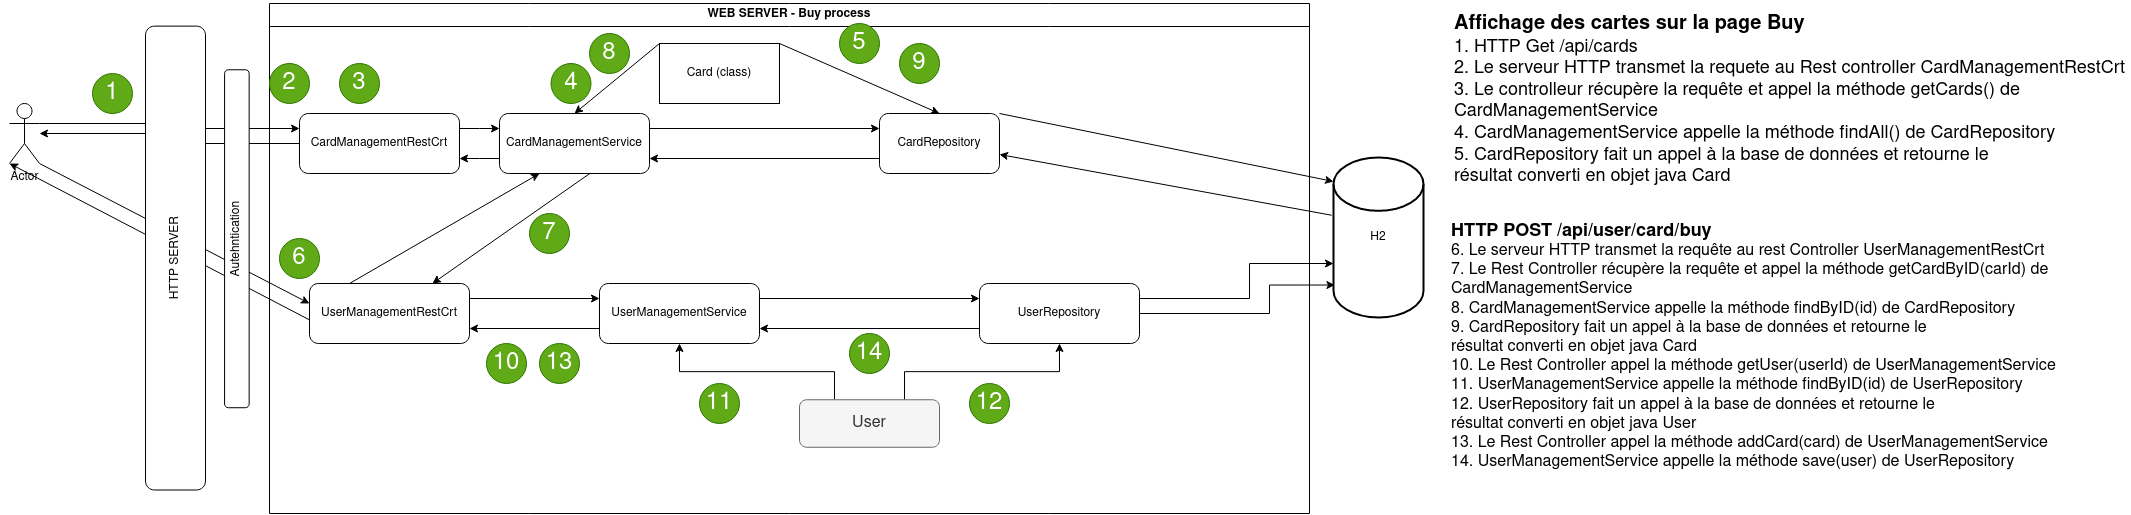 WEB SERVER - Buy process
1
2
3
4
8
5
9
Card (class)
Actor
HTTP SERVER
Autehntication
CardManagementRestCrt
CardManagementService
CardRepository
H2
6
7
UserManagementRestCrt
UserManagementService
UserRepository
10
13
14
11
12
User
Affichage des cartes sur la page Buy
1. HTTP Get /api/cards
2. Le serveur HTTP transmet la requete au Rest controller CardManagementRestCrt
3. Le controlleur récupère la requête et appel la méthode getCards() de
CardManagementService
4. CardManagementService appelle la méthode findAll() de CardRepository
5. CardRepository fait un appel à la base de données et retourne le
résultat converti en objet java Card
HTTP POST /api/user/card/buy
6. Le serveur HTTP transmet la requête au rest Controller UserManagementRestCrt
7. Le Rest Controller récupère la requête et appel la méthode getCardByID(carId) de
CardManagementService
8. CardManagementService appelle la méthode findByID(id) de CardRepository
9. CardRepository fait un appel à la base de données et retourne le
résultat converti en objet java Card
10. Le Rest Controller appel la méthode getUser(userId) de UserManagementService
11. UserManagementService appelle la méthode findByID(id) de UserRepository
12. UserRepository fait un appel à la base de données et retourne le
résultat converti en objet java User
13. Le Rest Controller appel la méthode addCard(card) de UserManagementService
14. UserManagementService appelle la méthode save(user) de UserRepository